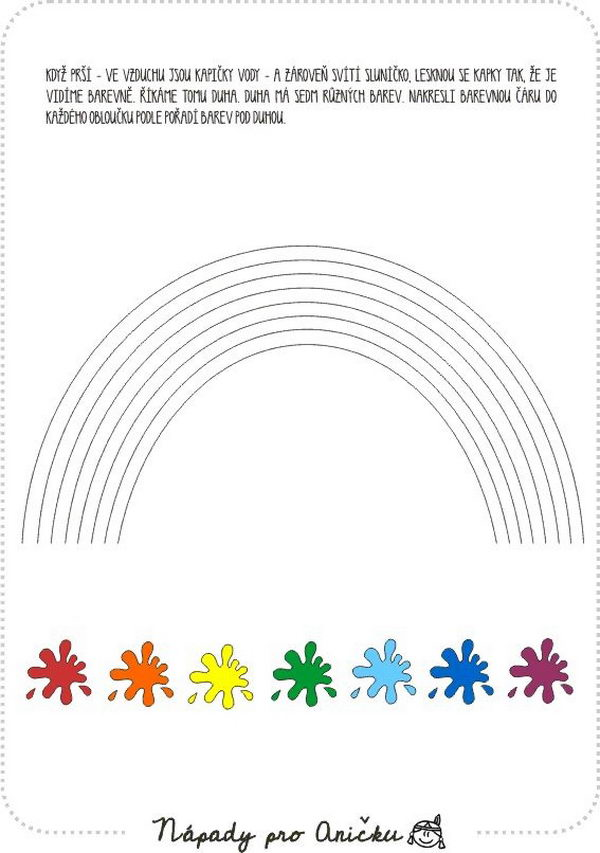 KDYŽ PRŠÍ - VE VZDUCHU JSOU KAPIČKY VODY - A ZÁROVEŇ SVÍTÍ SLUNÍČKO, LESKNOU SE KAPKY TAK, ŽE JE
VIDÍME BAREVNĚ. ŘÍKÁME TOMU DUHA. DUHA MÁ SEDM RŮZNÝCH BAREV. NAKRESLI BAREVNOU ČÁRU DO
KAŽDÉHO OBLOUČKU PODLE POŘADÍ BAREV POD DUHOU.
Nápady pro Aničku